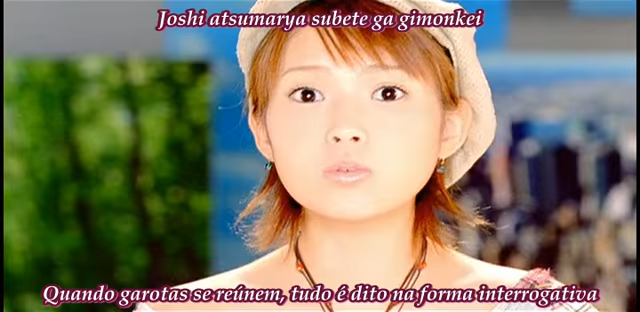 Joshi atsumarya subete ga gimonkei
Quando garotas se reúnem, tudo é dito na forma interrogativa